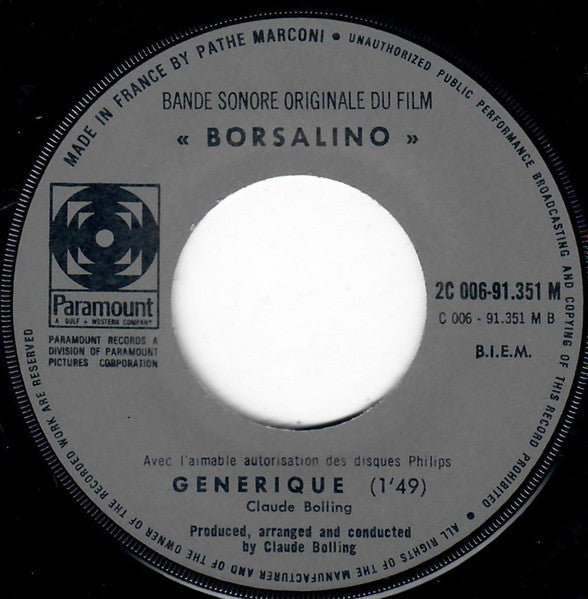 MADE IN FRANCE BY PATHE MARCONI • UNAUTHORIZED PUBLIC PERFORMANCE BROADCASTING AND COPYING OF THIS RECORD PROHIBITED • ALL RIGHTS OF THE MANUFACTURER AND OF THE OWNER OF THE RECORDED WORK ARE RESERVED
BANDE SONORE ORIGINALE DU FILM
« BORSALINO »
Paramount
A GULF + WESTERN COMPANY
PARAMOUNT RECORDS A
DIVISION OF PARAMOUNT
PICTURES CORPORATION
2C 006-91.351 M
C 006 - 91.351 M B
B.I.E.M.
Avec l'aimable autorisation des disques Philips
GENERIQUE (1'49)
Claude Bolling
Produced, arranged and conducted
by Claude Bolling